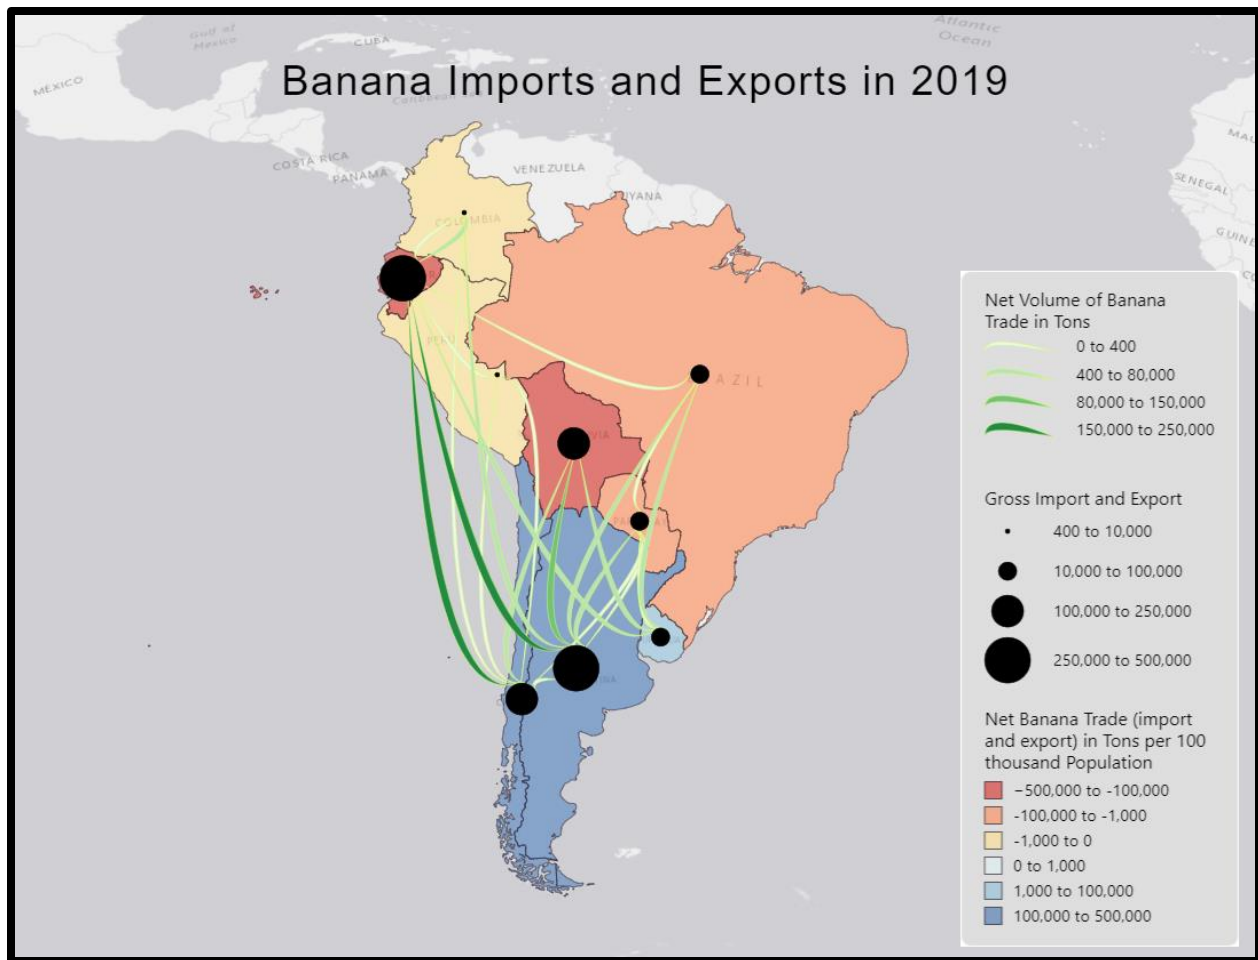 Gulf of
Mexico
CUBA
Atlantic
Ocean
MÉXICO
Banana Imports and Exports in 2019
Caribbean
COSTA RICA
PANAMA
VENEZUELA
GUYANA
MAL
SENEGAL
GUINE
COLOMBIA
PERU
AZIL
VIA
Net Volume of Banana
Trade in Tons
0 to 400
400 to 80,000
80,000 to 150,000
150,000 to 250,000
Gross Import and Export
400 to 10,000
10,000 to 100,000
100,000 to 250,000
250,000 to 500,000
Net Banana Trade (import
and export) in Tons per 100
thousand Population
−500,000 to -100,000
-100,000 to -1,000
-1,000 to 0
0 to 1,000
1,000 to 100,000
100,000 to 500,000